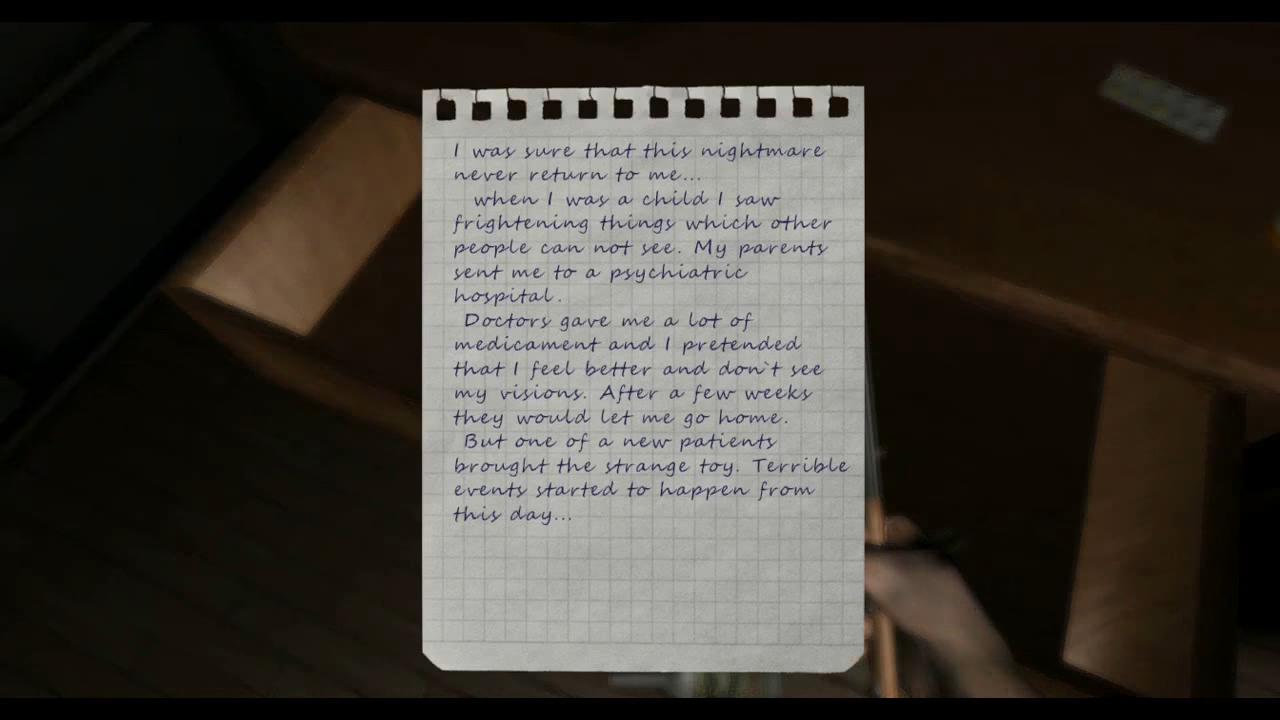 I was sure that this nightmare
never return to me...
when I was a child I saw
frightening things which other
people can not see. My parents
sent me to a psychiatric
hospital.
Doctors gave me a lot of
medicament and I pretended
that I feel better and don`t see
my visions. After a few weeks
they would let me go home.
But one of a new patients
brought the strange toy. Terrible
events started to happen from
this day...